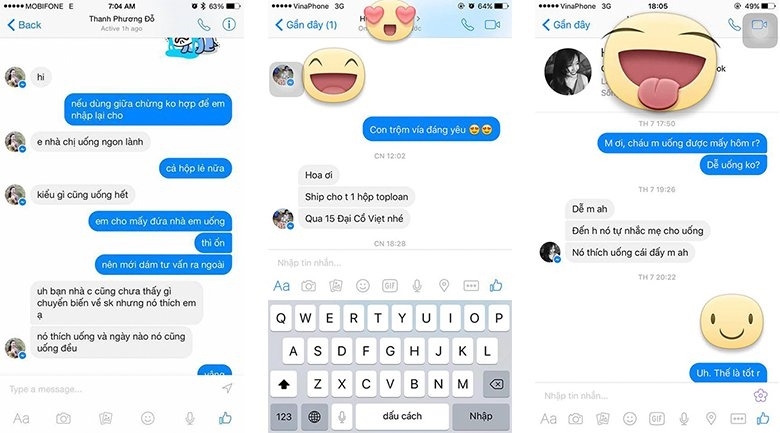 MOBIFONE E
7:04 AM
63%
Back
Thanh Phương Đỗ
Active 1h ago
hi
nếu dùng giữa chừng ko hợp để em
nhập lại cho
e nhà chị uống ngon lành
cả hộp lẻ nữa
kiểu gì cũng uống hết
em cho mấy đứa nhà em uống
thì ổn
nên mới dám tư vấn ra ngoài
uh bạn nhà c cũng chưa thấy gì
chuyển biến về sk nhưng nó thích em
ạ
nó thích uống và ngày nào nó cũng
uống đều
vâng
Type a message...
Aa
VinaPhone 3G
64%
Gần đây (1)
H
Con trộm vía đáng yêu 😍😍
CN 12:02
Hoa ơi
Ship cho t 1 hộp toploan
Qua 15 Đại Cồ Việt nhé
CN 18:28
Nhập tin nhắn...
Aa
GIF
Q W E R T Y U I O P
A S D F G H J K L
Z X C V B N M
123
dấu cách
Nhập
VinaPhone 3G
18:05
49%
Gần đây
H
ok
TH 7 17:50
M ơi, cháu m uống được mấy hôm r?
Dễ uống ko?
TH 7 19:26
Dễ m ah
Đến h nó tự nhắc mẹ cho uống
Nó thích uống cái đấy m ah
TH 7 20:22
Uh. Thế là tốt r
Nhập tin nhắn...
Aa
GIF